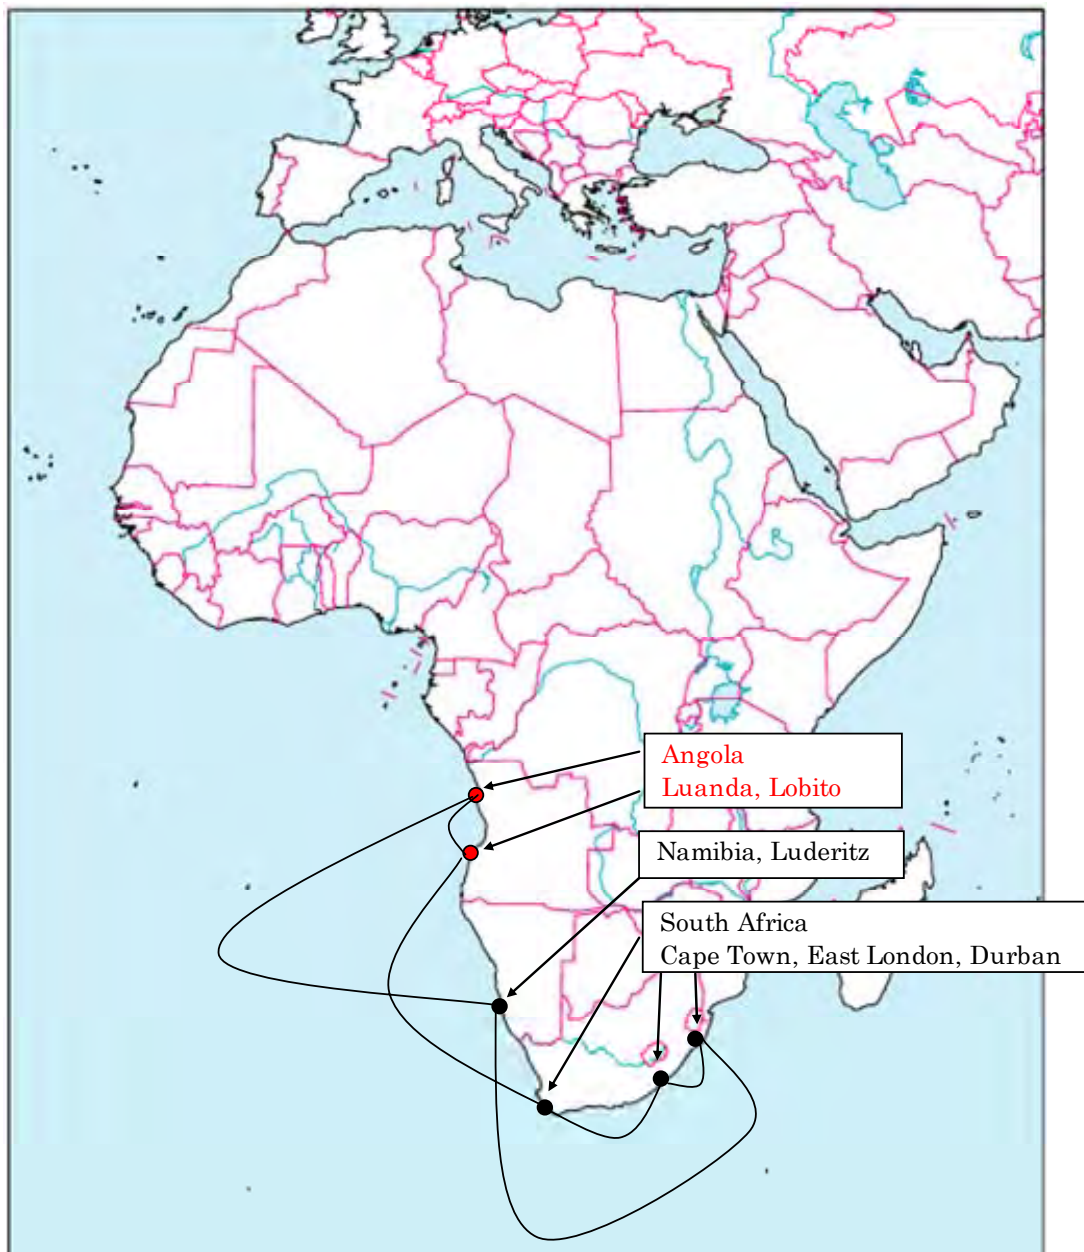 Angola
Luanda, Lobito
Namibia, Luderitz
South Africa
Cape Town, East London, Durban